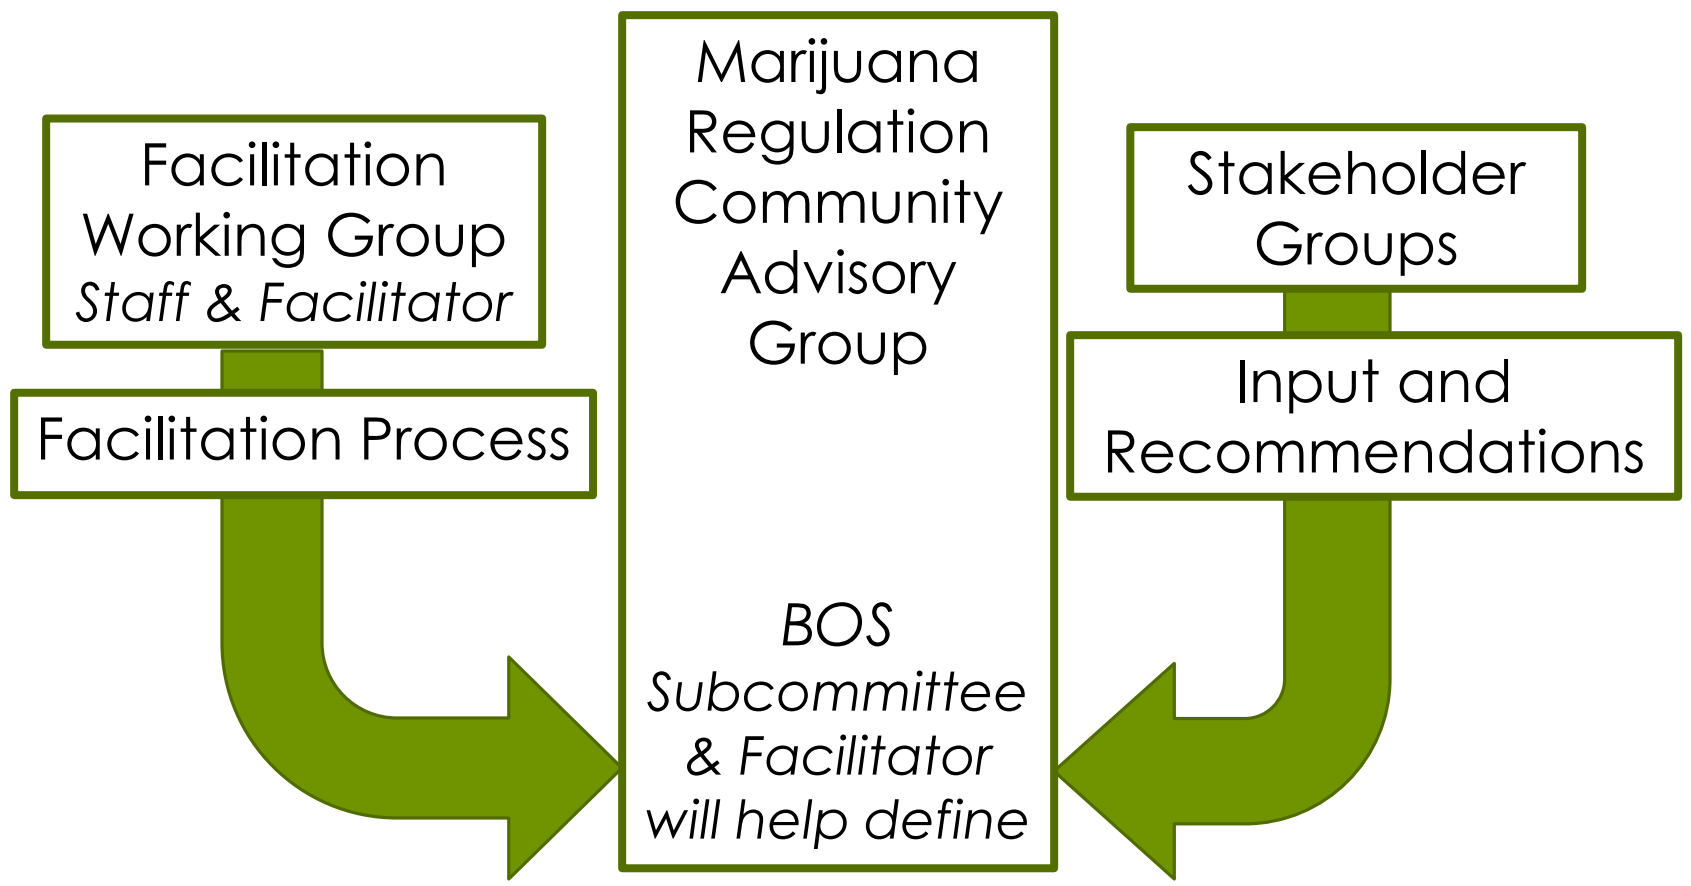 Facilitation
Working Group
Staff & Facilitator
Facilitation Process
Marijuana
Regulation
Community
Advisory
Group
BOS
Subcommittee
& Facilitator
will help define
Stakeholder
Groups
Input and
Recommendations